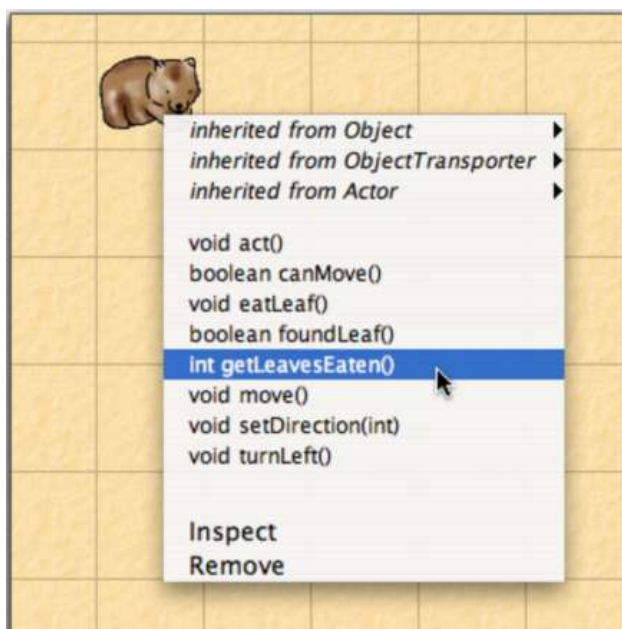 inherited from Object
inherited from ObjectTransporter
inherited from Actor
void act()
boolean canMove()
void eatLeaf()
boolean foundLeaf()
int getLeavesEaten()
void move()
void setDirection(int)
void turnLeft()
Inspect
Remove